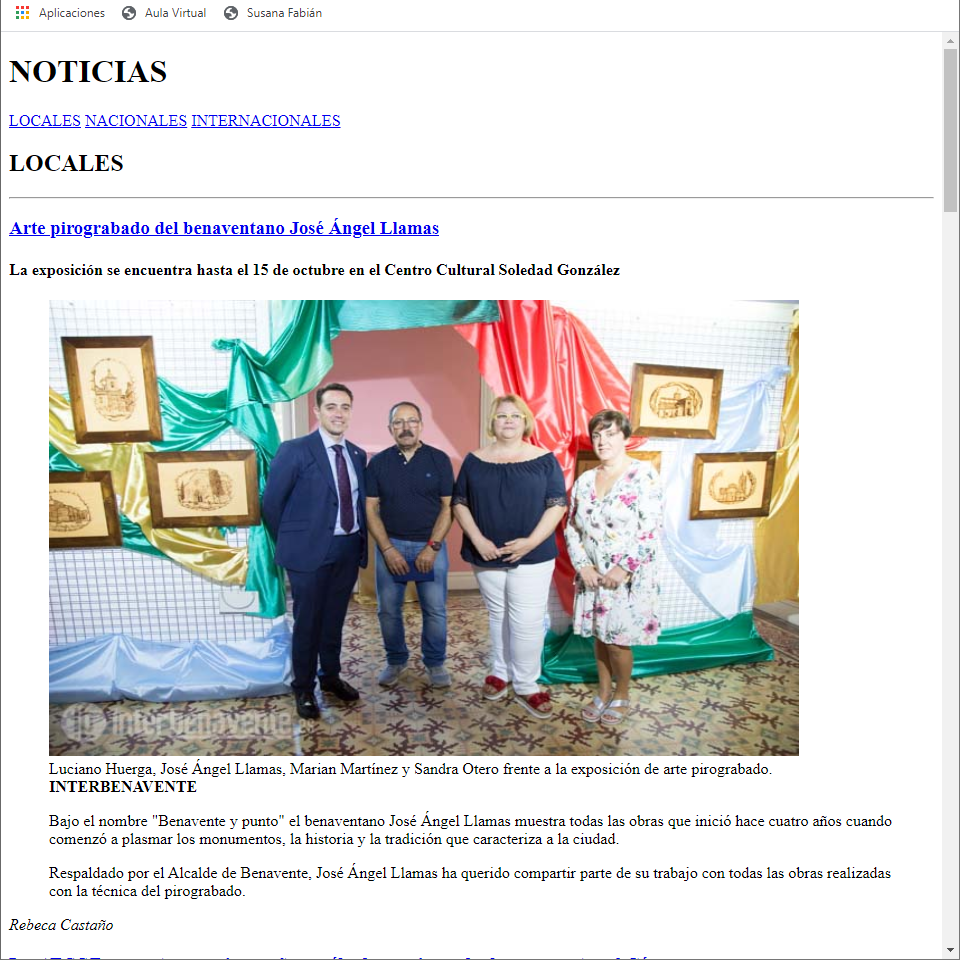 Aplicaciones Aula Virtual Susana Fabián
NOTICIAS
LOCALES NACIONALES INTERNACIONALES
LOCALES
Arte pirograbado del benaventano José Ángel Llamas
La exposición se encuentra hasta el 15 de octubre en el Centro Cultural Soledad González
interbenavente
Luciano Huerga, José Ángel Llamas, Marian Martínez y Sandra Otero frente a la exposición de arte pirograbado.
INTERBENAVENTE
Bajo el nombre "Benavente y punto" el benaventano José Ángel Llamas muestra todas las obras que inició hace cuatro años cuando
comenzó a plasmar los monumentos, la historia y la tradición que caracteriza a la ciudad.
Respaldado por el Alcalde de Benavente, José Ángel Llamas ha querido compartir parte de su trabajo con todas las obras realizadas
con la técnica del pirograbado.
Rebeca Castaño